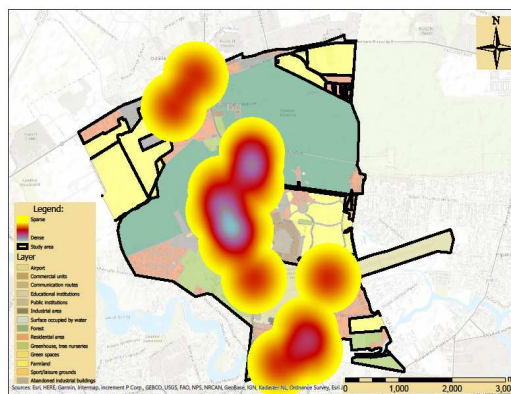 N
Legend:
Sparse
Dense
Study area
Layer
Airport
Commercial units
Communication routes
Educational institutions
Public institutions
Industrial area
Surface occupied by water
Forest
Residential area
Greenhouse, tree nurseries
Green spaces
Farmland
Sport/leisure grounds
Abandoned industrial buildings
0 1,000 2,000 3,000
Sources: Esri, HERE, Garmin, Intermap, increment P Corp., GEBCO, USGS, FAO, NPS, NRCAN, GeoBase, IGN, Kadaster NL, Ordnance Survey, Esri